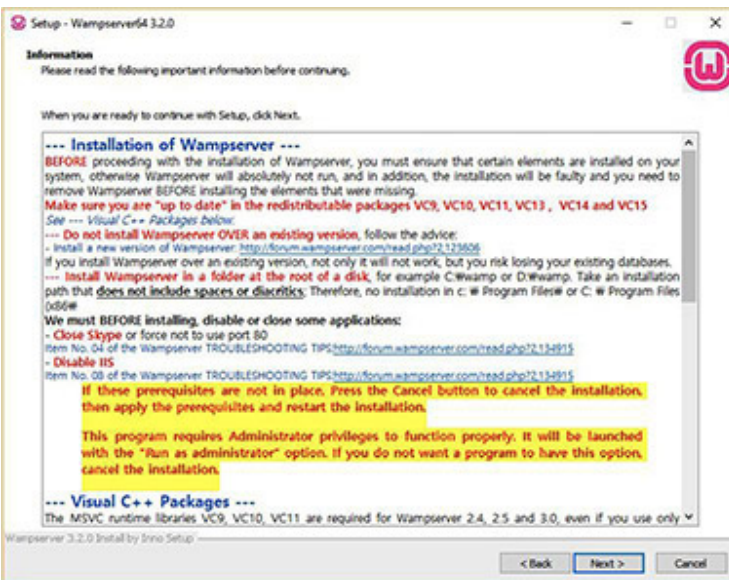 Setup - Wampserver64 3.2.0
Information
Please read the following important information before continuing.
When you are ready to continue with Setup, click Next.
--- Installation of Wampserver ---
BEFORE proceeding with the installation of Wampserver, you must ensure that certain elements are installed on your
system, otherwise Wampserver will absolutely not run, and in addition, the installation will be faulty and you need to
remove Wampserver BEFORE installing the elements that were missing.
Make sure you are "up to date" in the redistributable packages VC9, VC10, VC11, VC13 , VC14 and VC15
See --- Visual C++ Packages below.
--- Do not install Wampserver OVER an existing version, follow the advice:
- Install a new version of Wampserver: http://forum.wampserver.com/read.php?2,123606
If you install Wampserver over an existing version, not only it will not work, but you risk losing your existing databases.
--- Install Wampserver in a folder at the root of a disk, for example C:₩wamp or D:₩wamp. Take an installation
path that does not include spaces or diacritics; Therefore, no installation in c: ₩ Program Files₩ or C: ₩ Program Files
(x86₩
We must BEFORE installing, disable or close some applications:
- Close Skype or force not to use port 80
Item No. 04 of the Wampserver TROUBLESHOOTING TIPS:http://forum.wampserver.com/read.php?2,134915
- Disable IIS
Item No. 08 of the Wampserver TROUBLESHOOTING TIPS:http://forum.wampserver.com/read.php?2,134915
If these prerequisites are not in place, Press the Cancel button to cancel the installation,
then apply the prerequisites and restart the installation.
This program requires Administrator privileges to function properly. It will be launched
with the "Run as administrator" option. If you do not want a program to have this option,
cancel the installation.
--- Visual C++ Packages ---
The MSVC runtime libraries VC9, VC10, VC11 are required for Wampserver 2.4, 2.5 and 3.0, even if you use only
Wampserver 3.2.0 Install by Inno Setup
< Back
Next >
Cancel